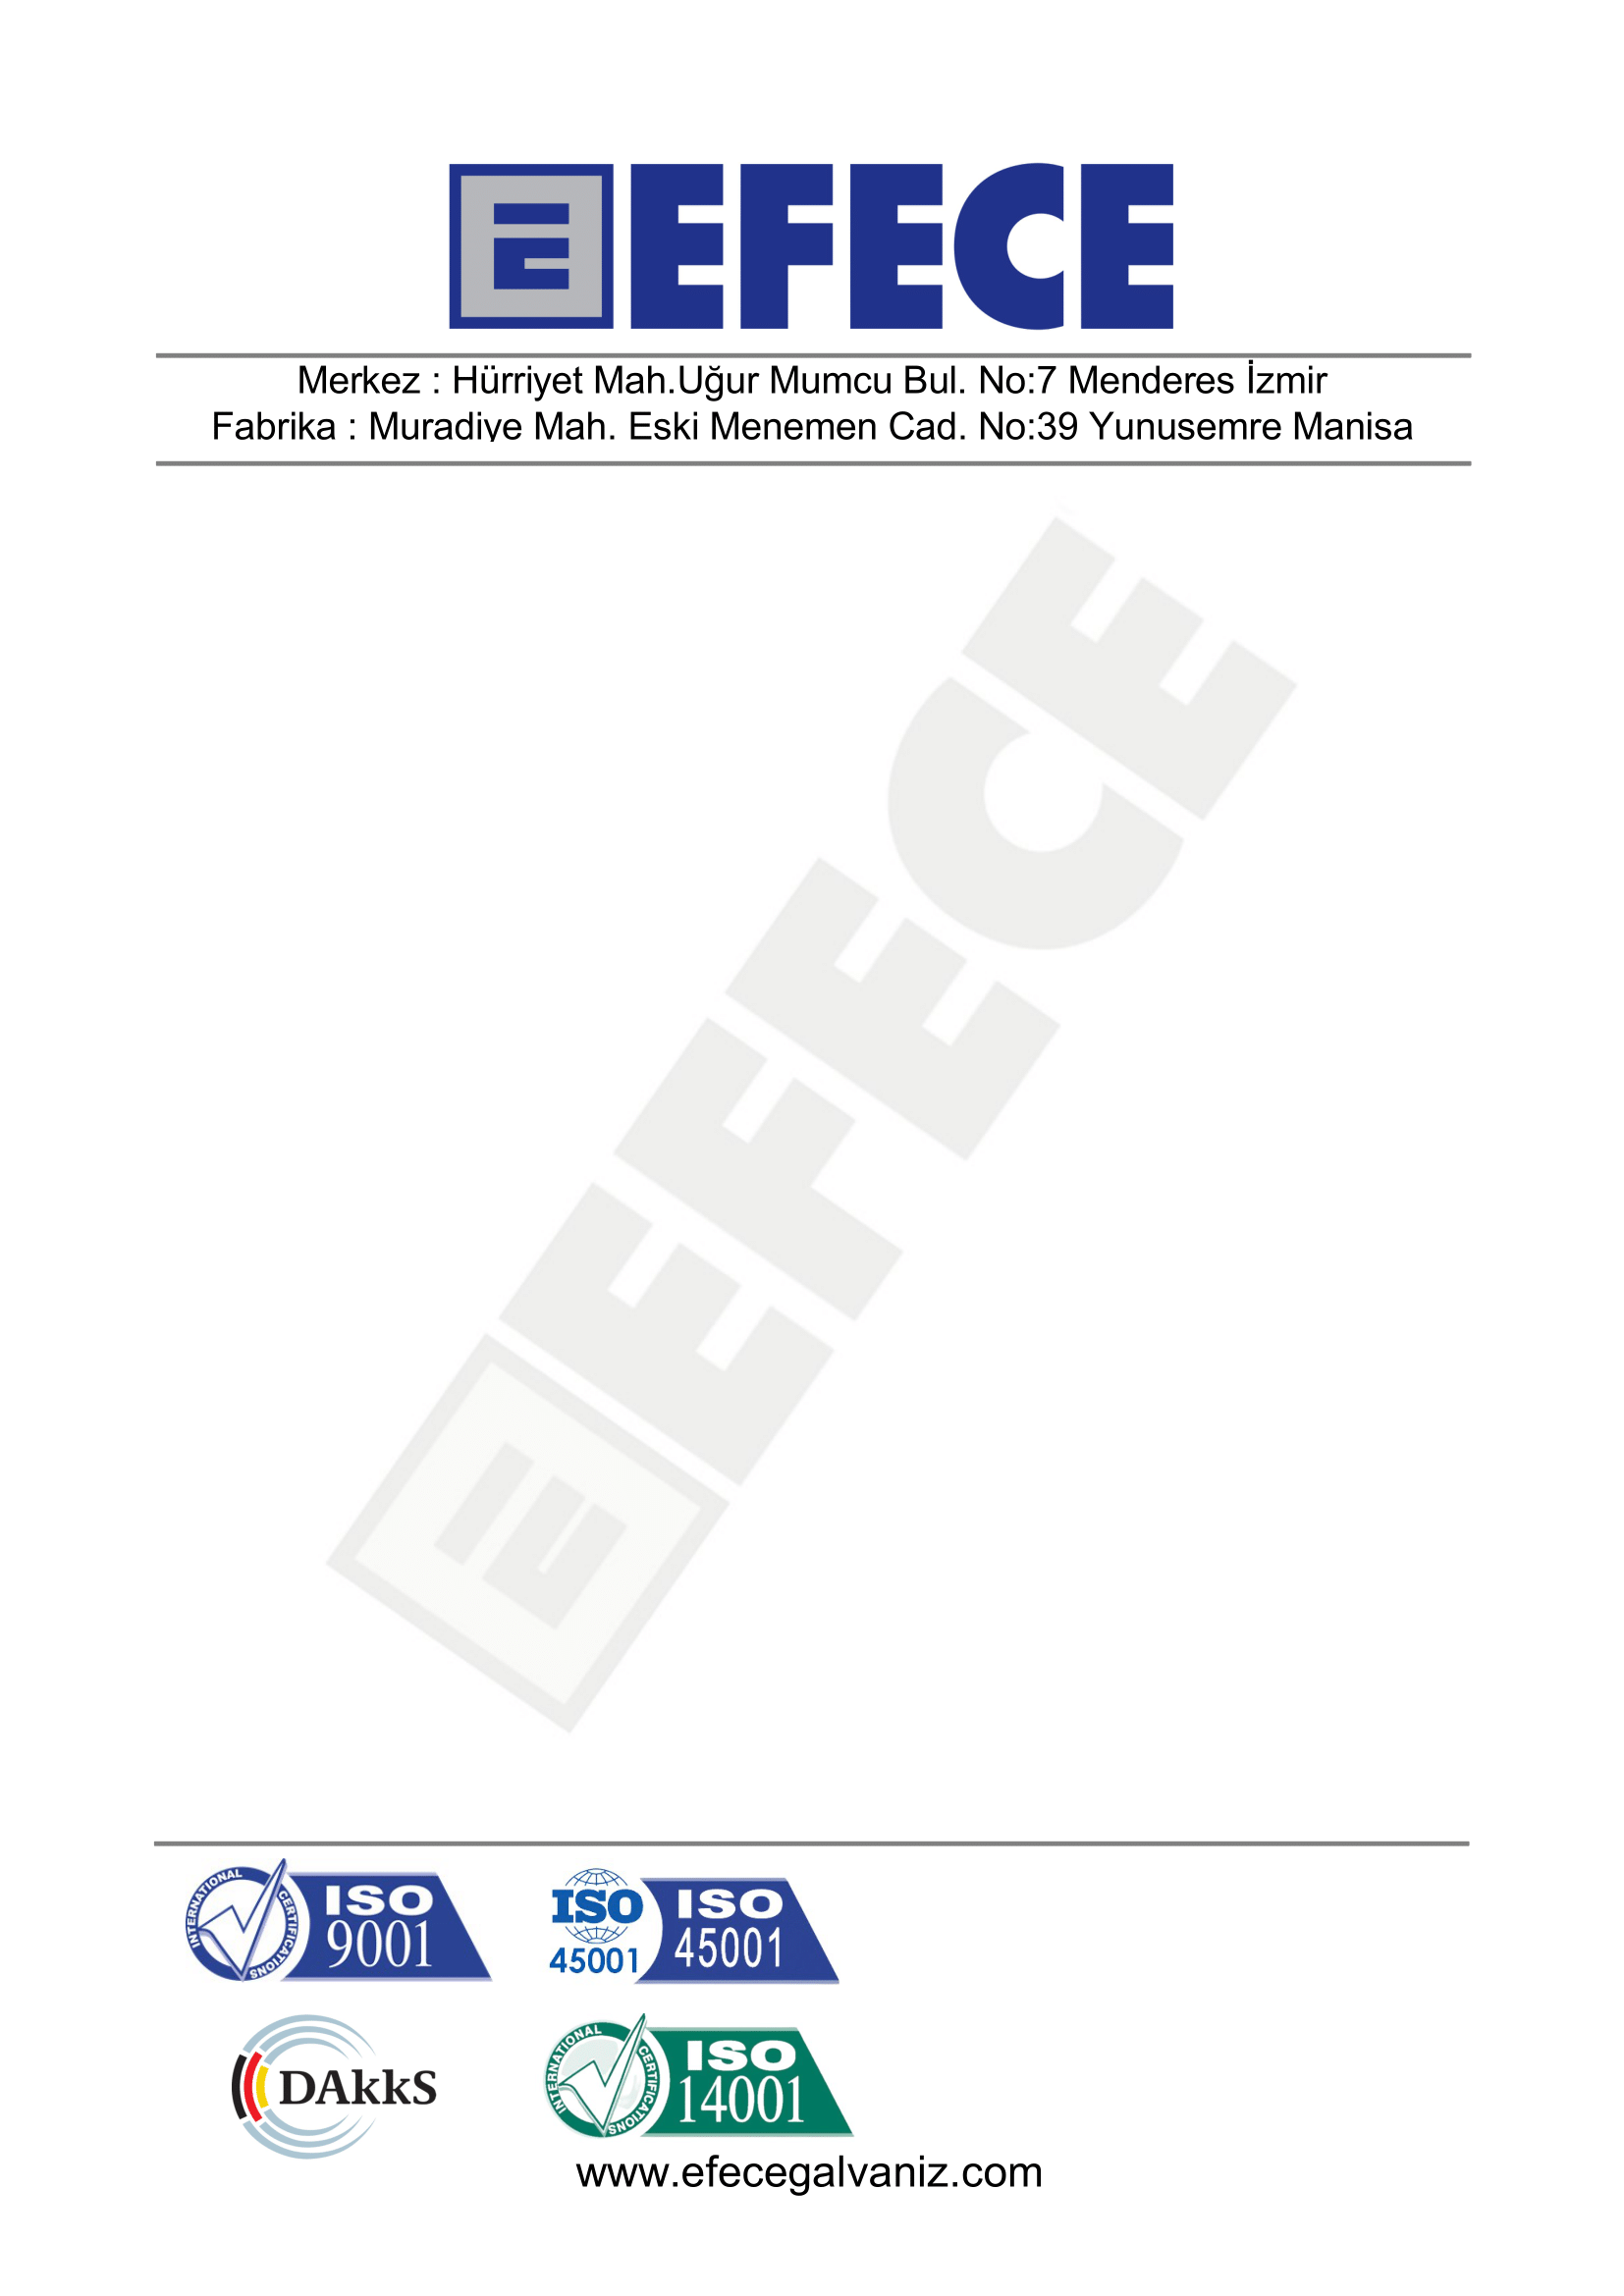 EFECE
Merkez : Hürriyet Mah.Uğur Mumcu Bul. No:7 Menderes İzmir
Fabrika : Muradiye Mah. Eski Menemen Cad. No:39 Yunusemre Manisa
EFECE
INTERNATIONAL CERTIFICATIONS
ISO
9001
ISO
45001
ISO
45001
DAkkS
INTERNATIONAL CERTIFICATIONS
ISO
14001
www.efecegalvaniz.com